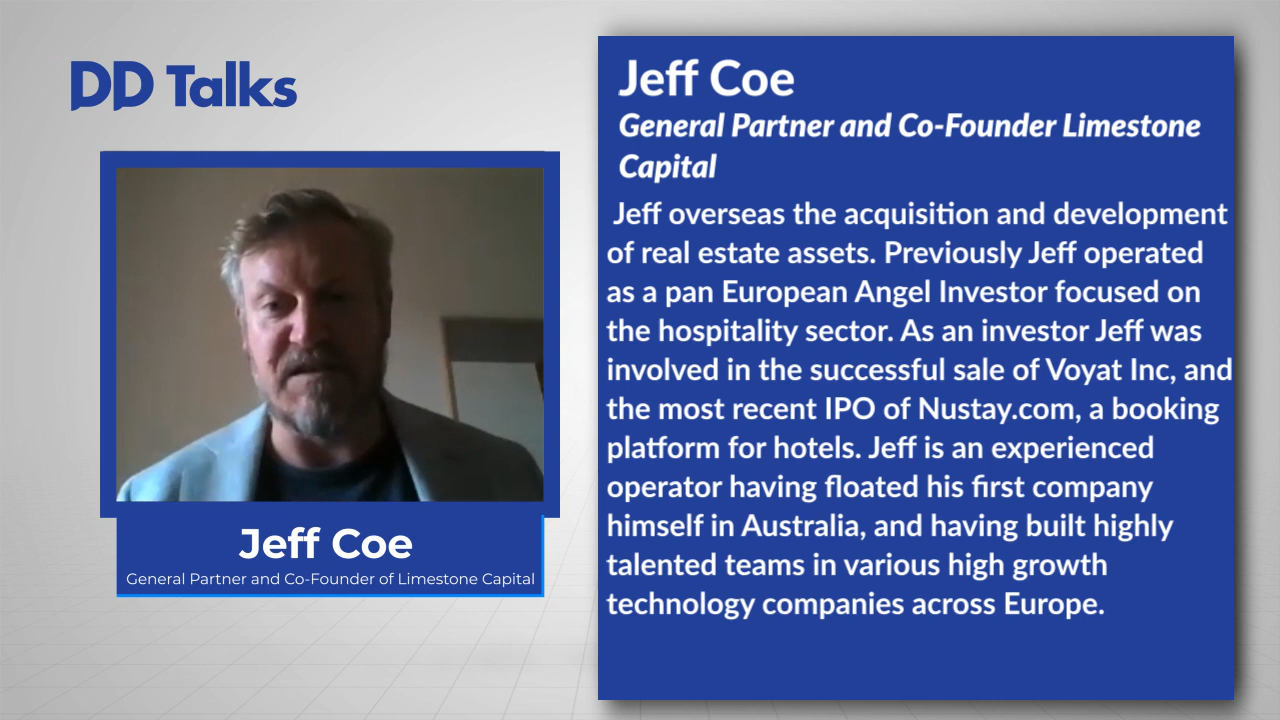 DD Talks
Jeff Coe
General Partner and Co-Founder of Limestone Capital
Jeff Coe
General Partner and Co-Founder Limestone
Capital
Jeff overseas the acquisition and development
of real estate assets. Previously Jeff operated
as a pan European Angel Investor focused on
the hospitality sector. As an investor Jeff was
involved in the successful sale of Voyat Inc, and
the most recent IPO of Nustay.com, a booking
platform for hotels. Jeff is an experienced
operator having floated his first company
himself in Australia, and having built highly
talented teams in various high growth
technology companies across Europe.